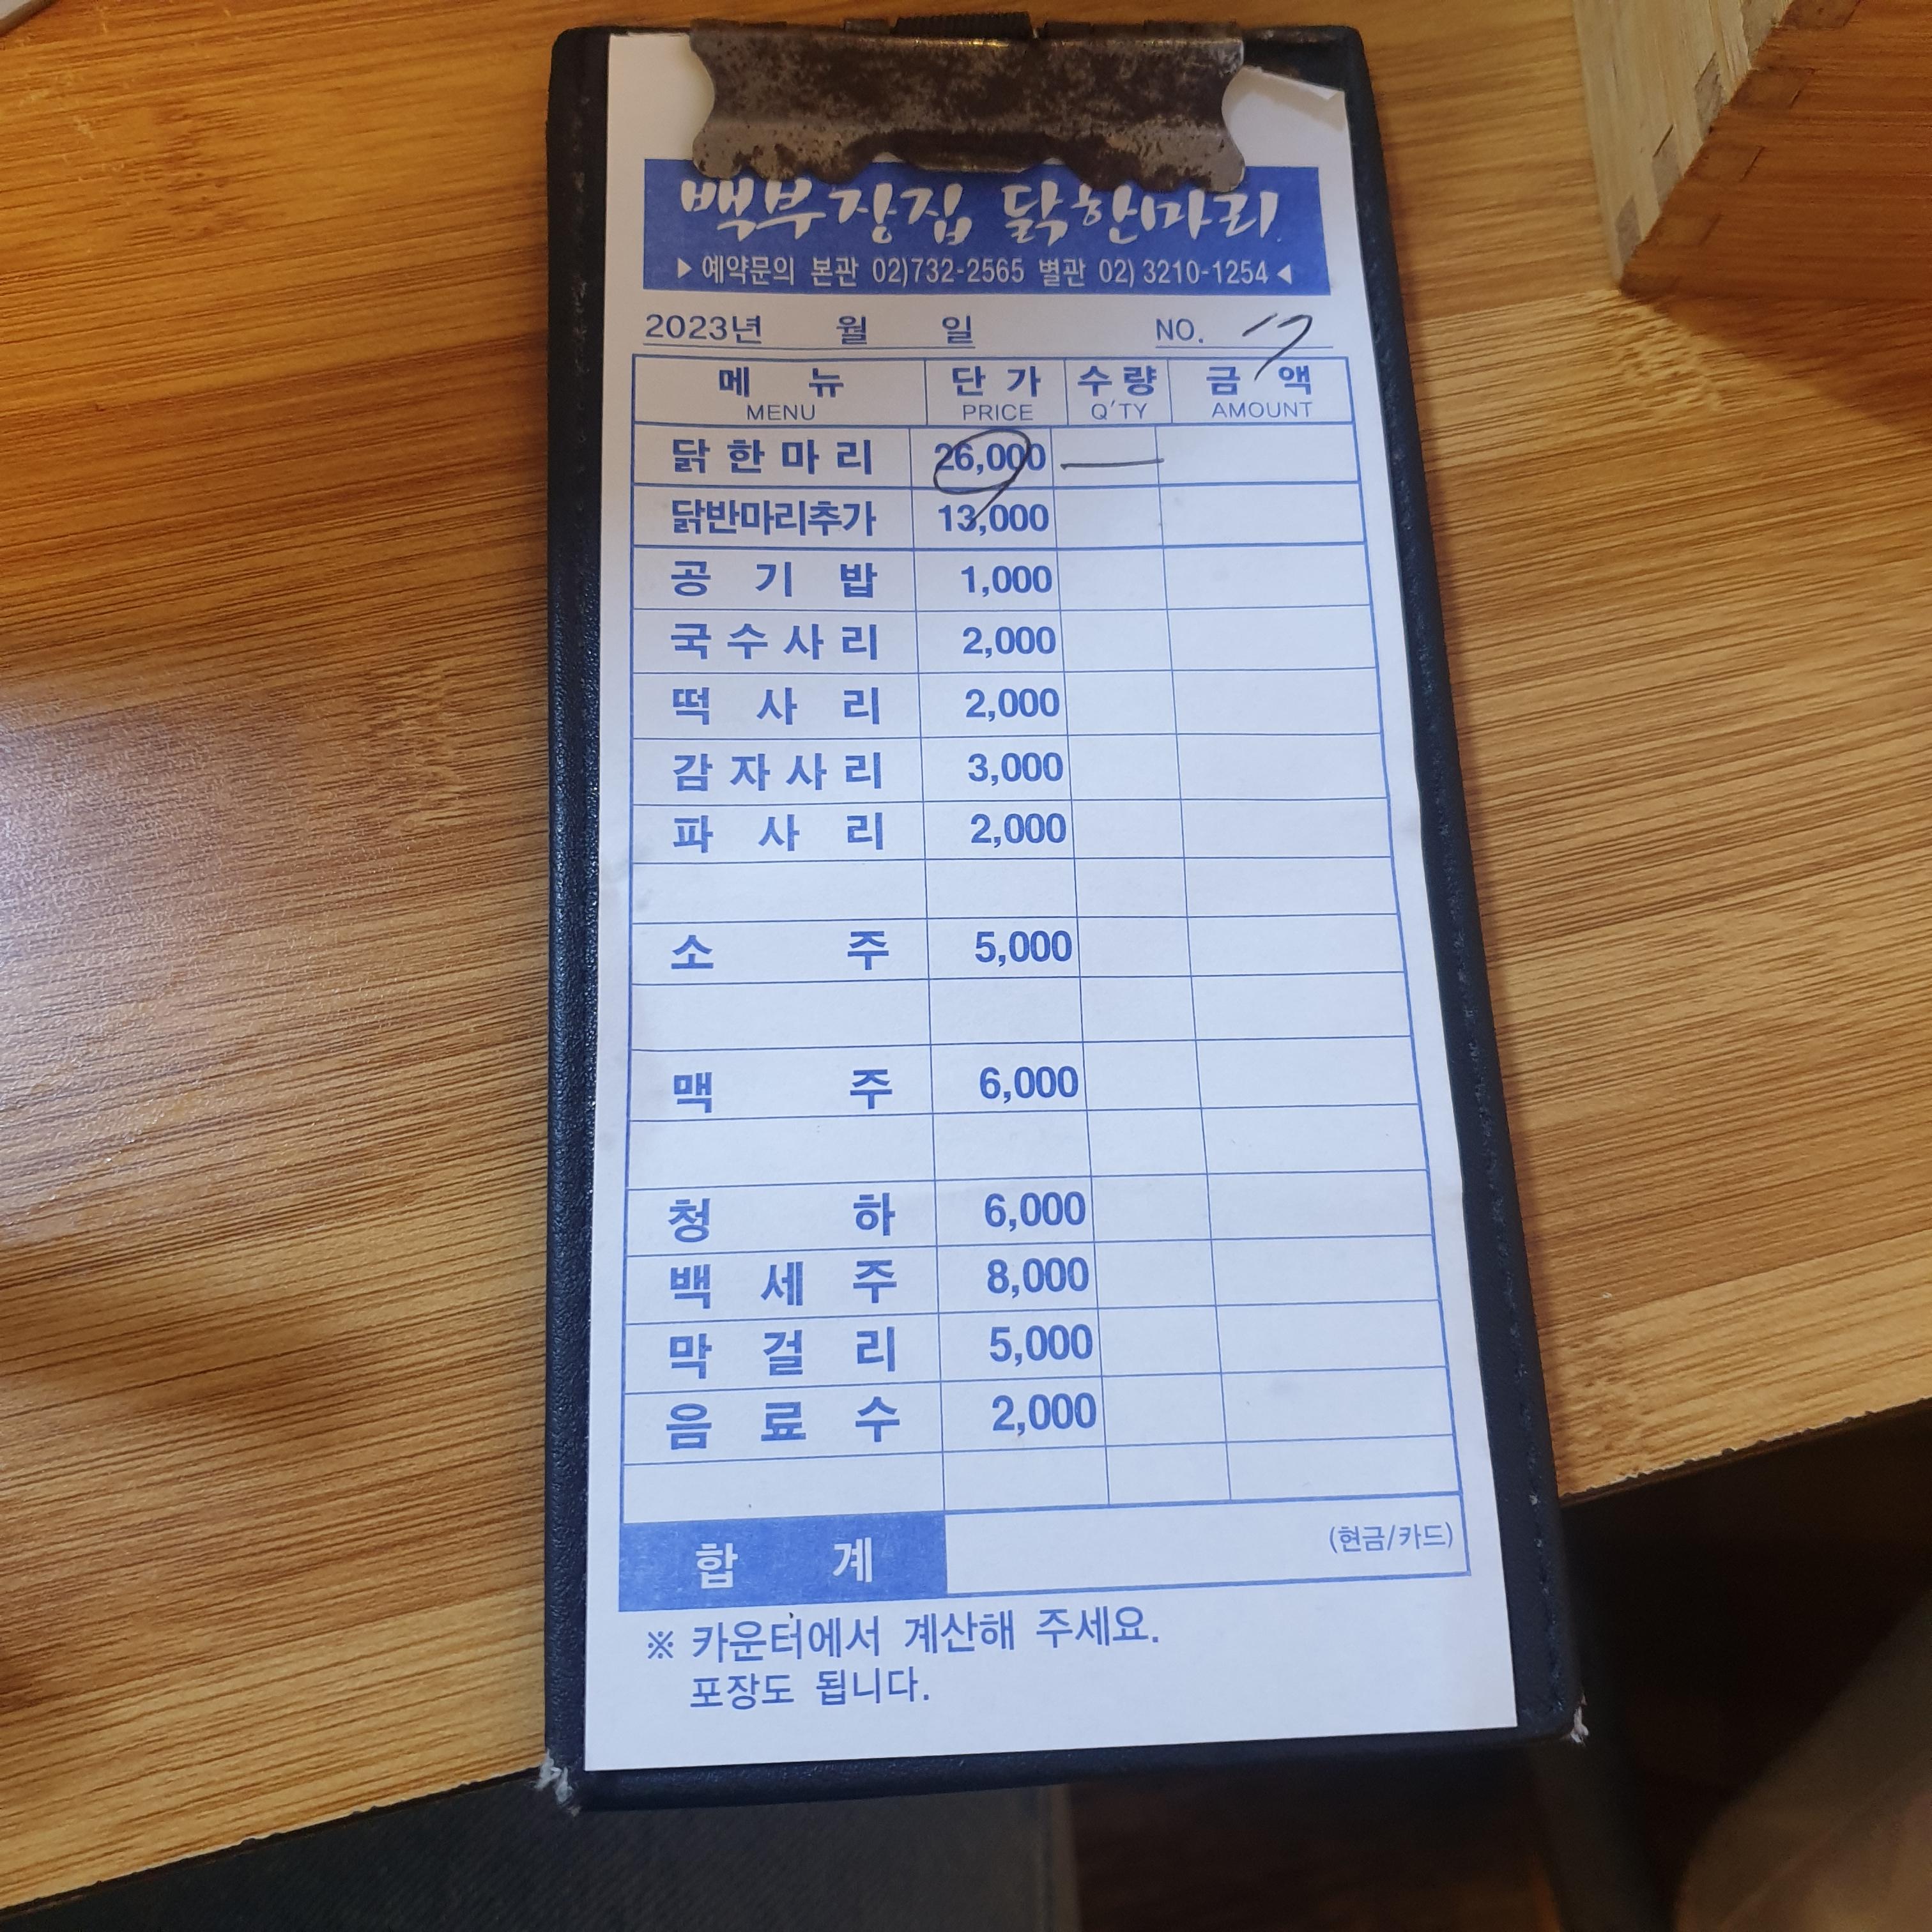 백부장집 닭한마리
▶ 예약문의 본관 02)732-2565 별관 02) 3210-1254 ◀
2023년 월 일 NO. 17
메뉴 단가 수량 금액
MENU PRICE Q'TY AMOUNT
닭한마리 26,000 —
닭반마리추가 13,000
공기밥 1,000
국수사리 2,000
떡사리 2,000
감자사리 3,000
파사리 2,000
소주 5,000
맥주 6,000
청하 6,000
백세주 8,000
막걸리 5,000
음료수 2,000
합계 (현금/카드)
※ 카운터에서 계산해 주세요.
포장도 됩니다.